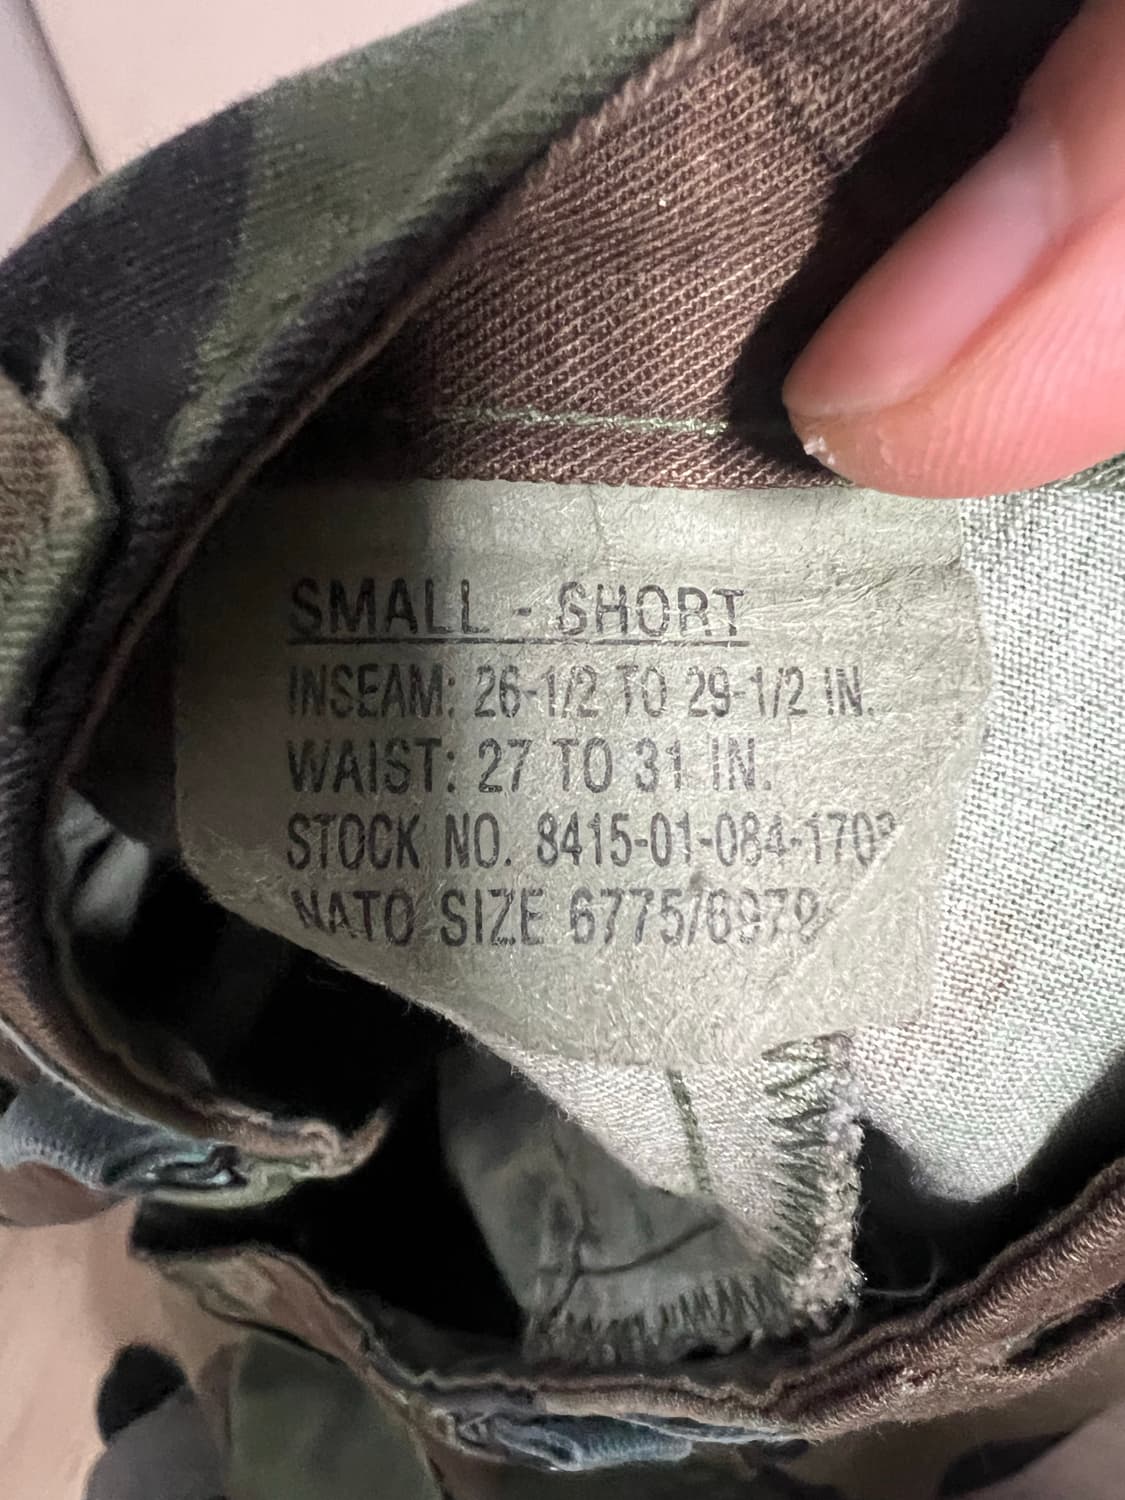 SMALL - SHORT
INSEAM: 26-1/2 TO 29-1/2 IN.
WAIST: 27 TO 31 IN.
STOCK NO.
NATO SIZE